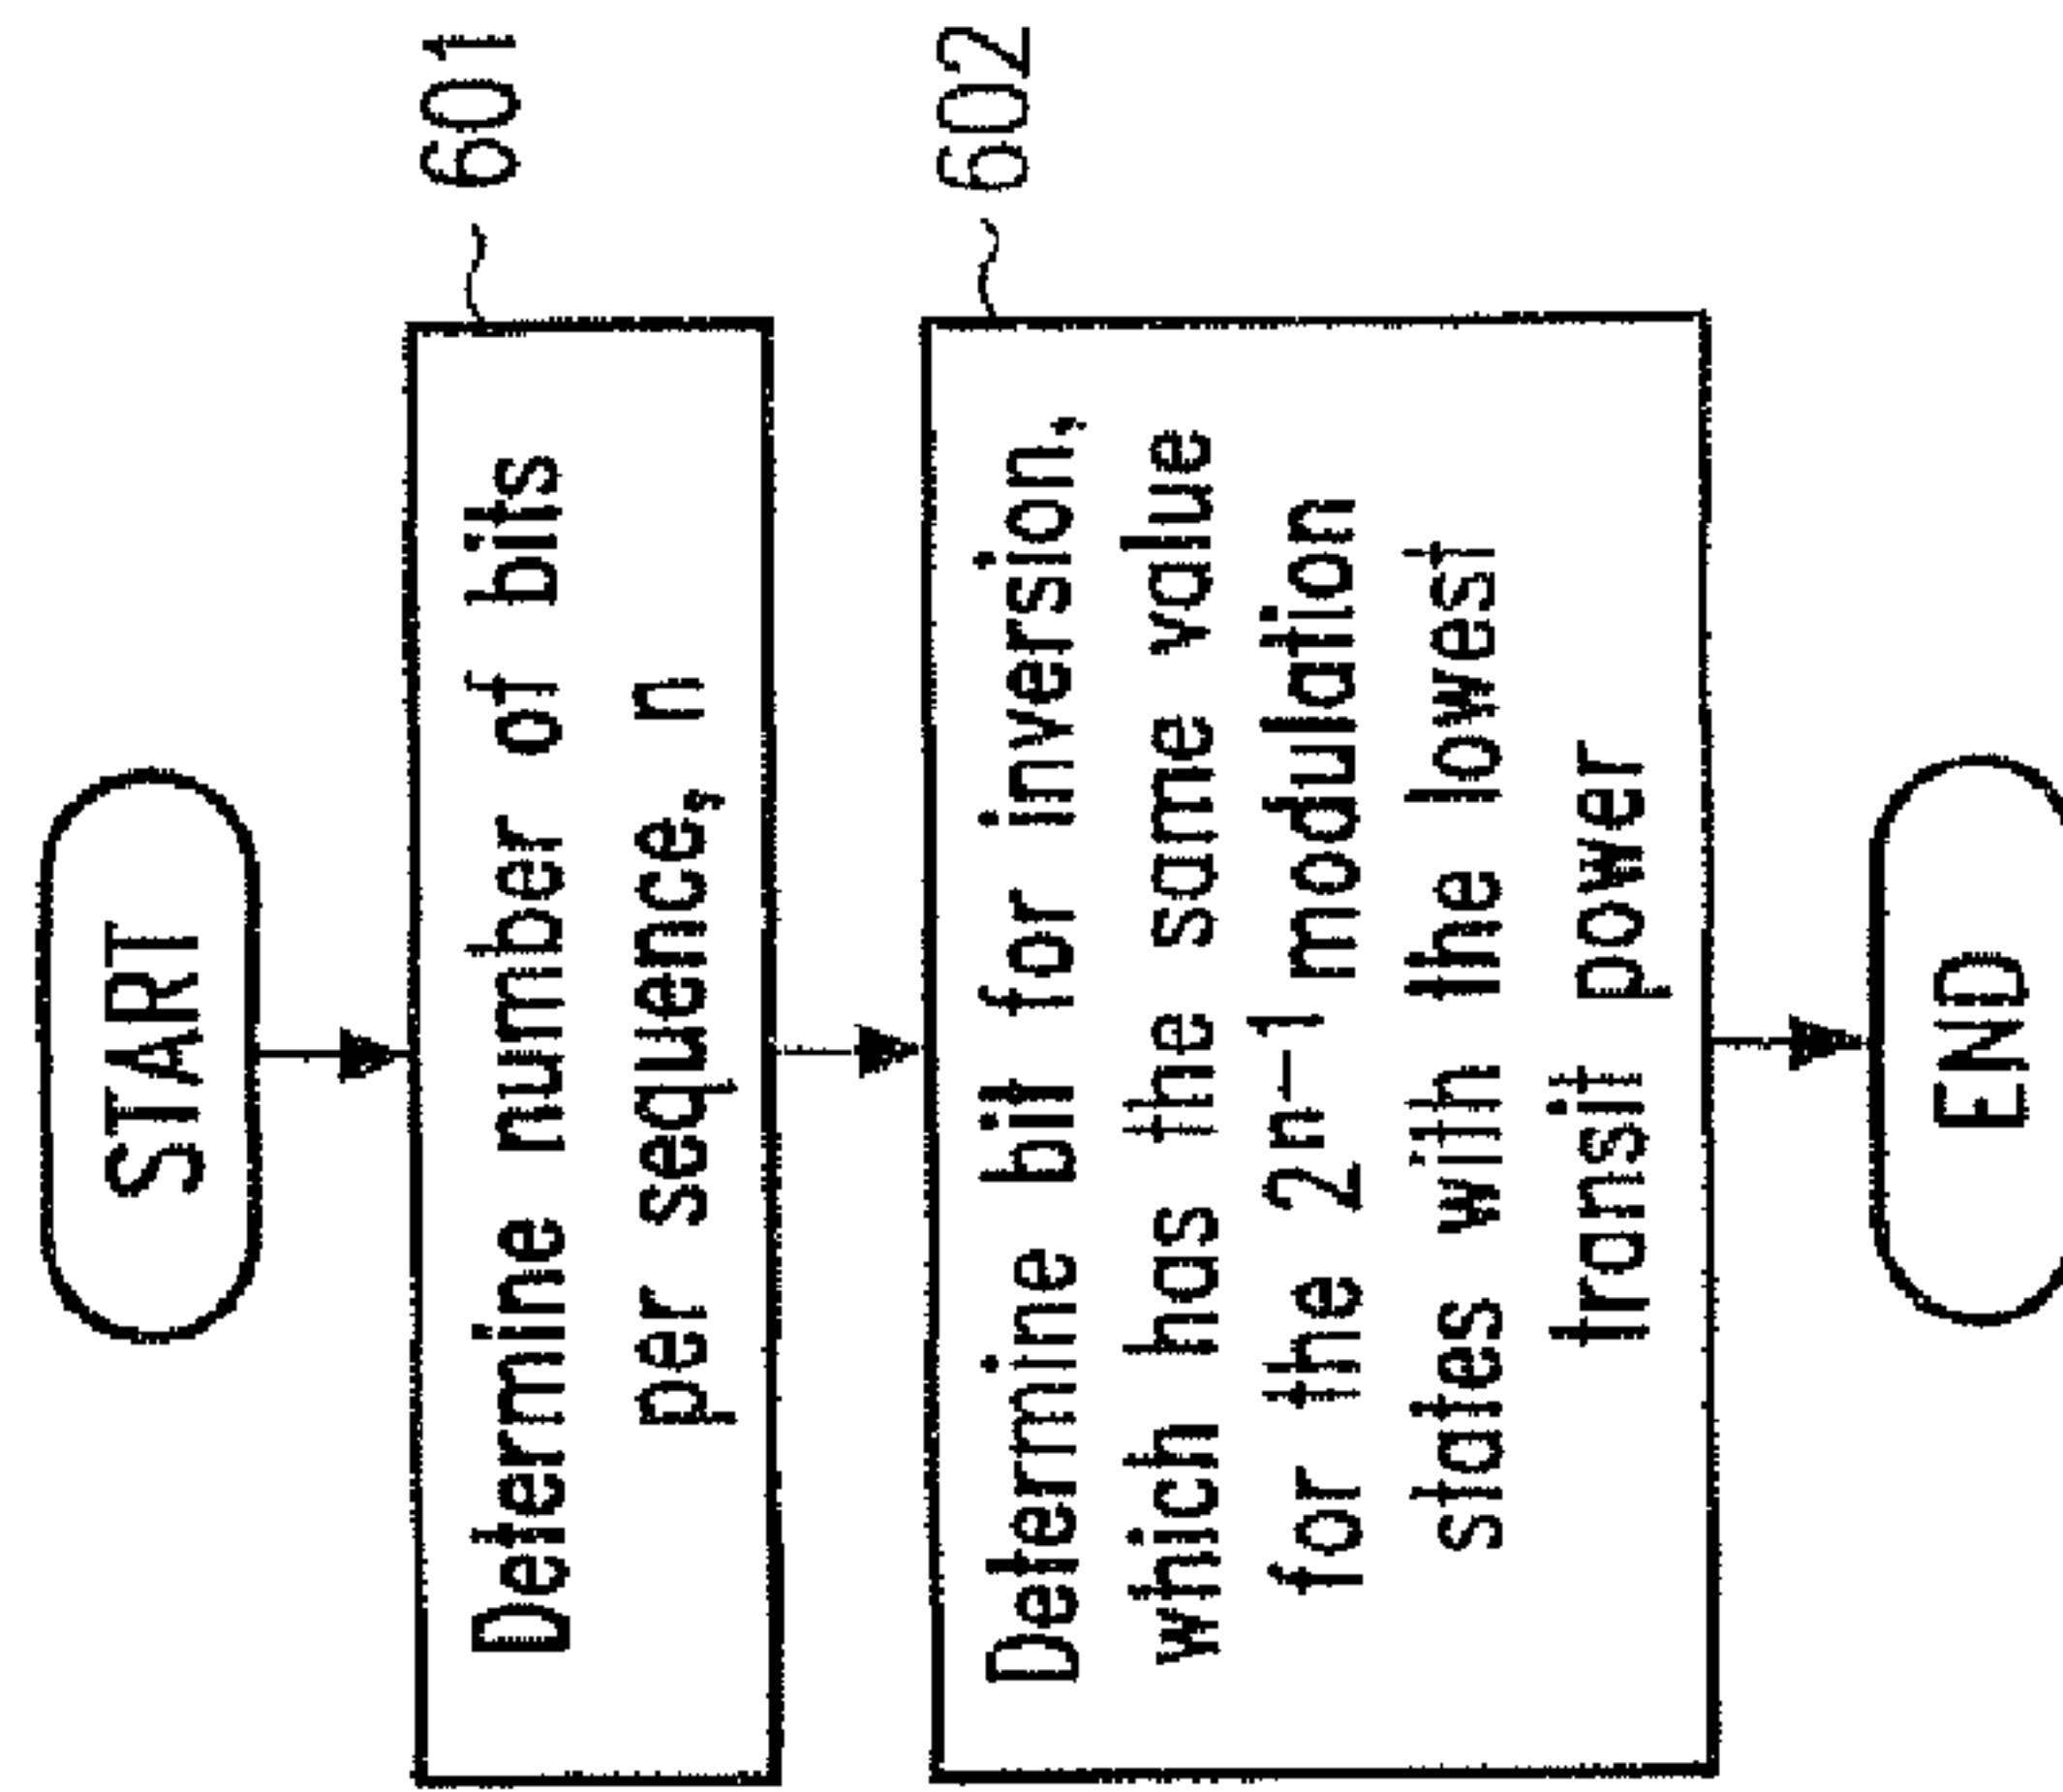 START
601
Determine number of bits
per sequence, n
602
Determine bit for inversion,
which has the same value
for the 2n-1 modulation
states with the lowest
transit power
END